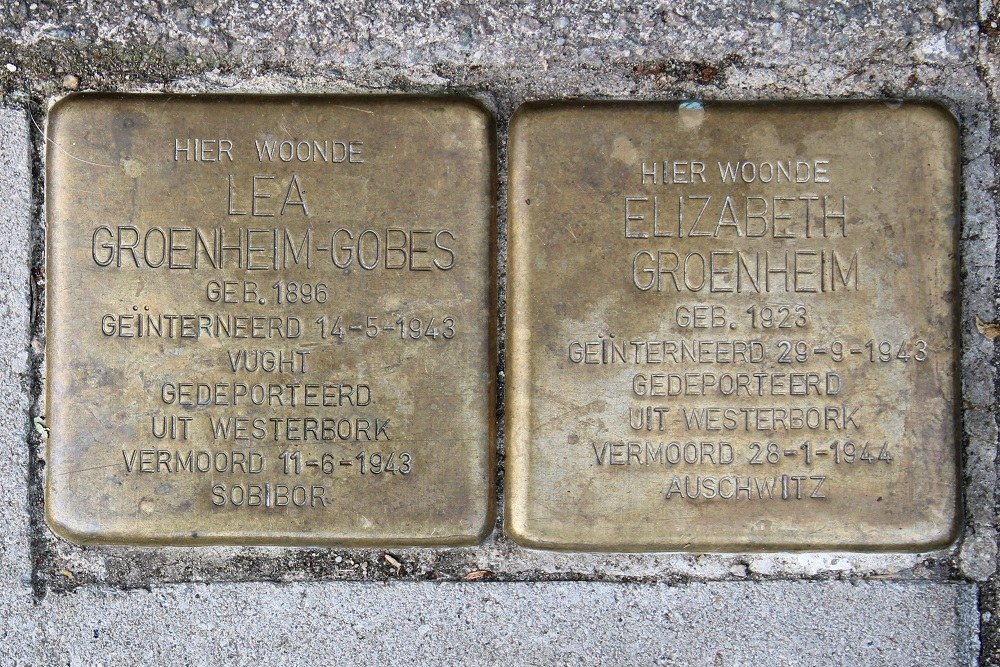 HIER WOONDE
LEA
GROENHEIM-GOBES
GEB. 1896
GEÏNTERNEERD 14-5-1943
VUGHT
GEDEPORTEERD
UIT WESTERBORK
VERMOORD 11-6-1943
SOBIBOR
HIER WOONDE
ELIZABETH
GROENHEIM
GEB. 1923
GEÏNTERNEERD 29-9-1943
GEDEPORTEERD
UIT WESTERBORK
VERMOORD 28-1-1944
AUSCHWITZ